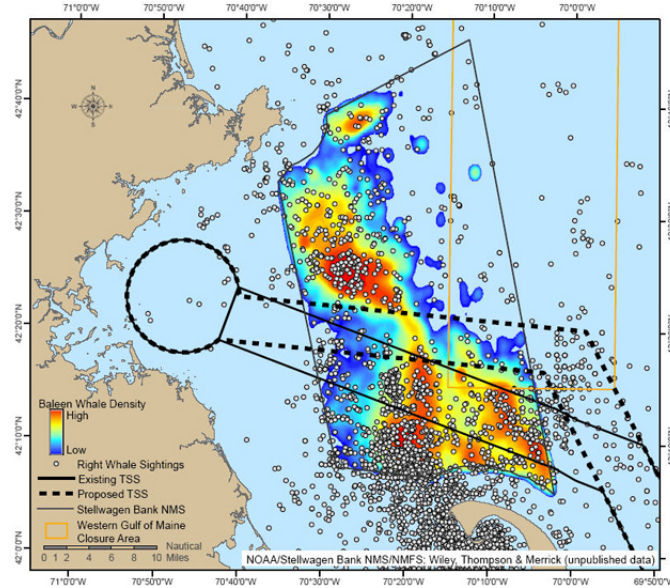 71°0'0"W 70°50'0"W 70°40'0"W 70°30'0"W 70°20'0"W 70°10'0"W 70°0'0"W
42°40'0"N
42°30'0"N
42°20'0"N
42°10'0"N
42°0'0"N
N
W
E
S
Baleen Whale Density
High
Low
Right Whale Sightings
Existing TSS
Proposed TSS
Stellwagen Bank NMS
Western Gulf of Maine
Closure Area
0 1 2 4 6 8 10
Nautical
Miles
NOAA/Stellwagen Bank NMS/NMFS: Wiley, Thompson & Merrick (unpublished data)
71°0'0"W 70°50'0"W 70°40'0"W 70°30'0"W 70°20'0"W 70°10'0"W 70°0'0"W